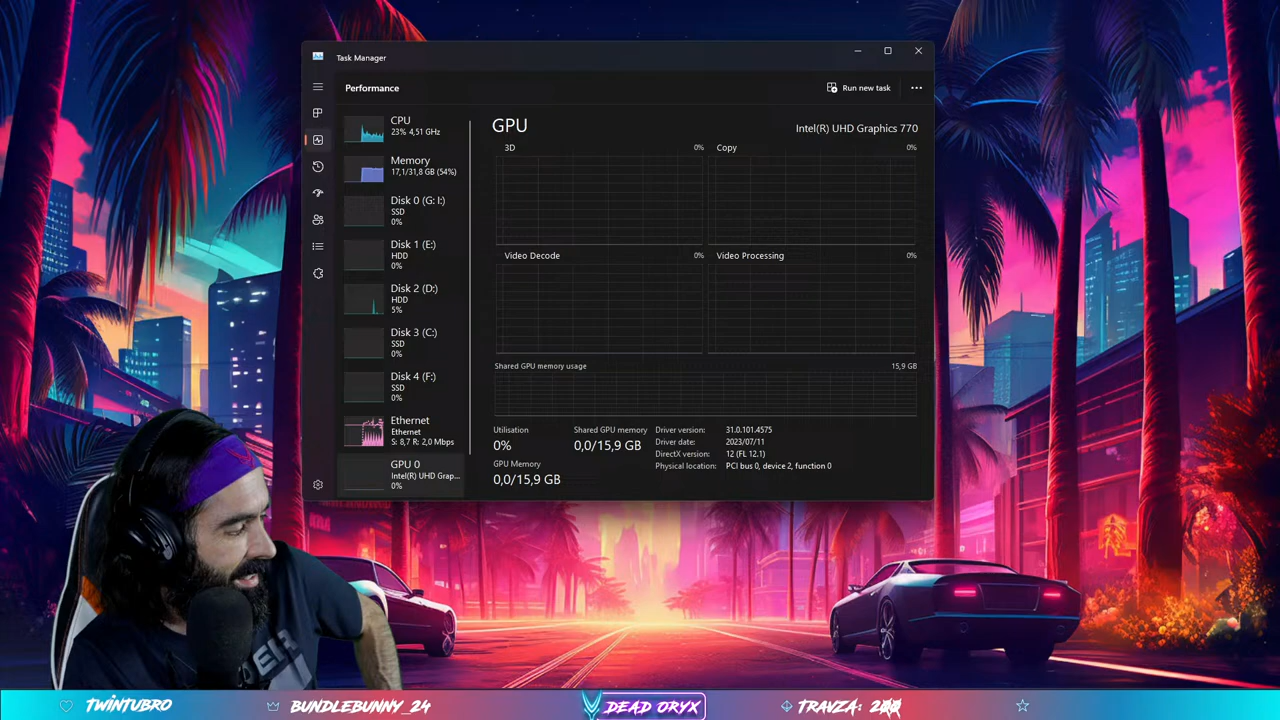 Task Manager
Performance
Run new task
CPU
23% 4,51 GHz
Memory
17,1/31,8 GB (54%)
Disk 0 (G: I:)
SSD
0%
Disk 1 (E:)
HDD
0%
Disk 2 (D:)
HDD
5%
Disk 3 (C:)
SSD
0%
Disk 4 (F:)
SSD
0%
Ethernet
Ethernet
S: 8,7 R: 2,0 Mbps
GPU 0
Intel(R) UHD Grap...
0%
GPU
Intel(R) UHD Graphics 770
3D 0%
Copy 0%
Video Decode 0%
Video Processing 0%
Shared GPU memory usage 15,9 GB
Utilisation
0%
Shared GPU memory
0,0/15,9 GB
GPU Memory
0,0/15,9 GB
Driver version: 31.0.101.4575
Driver date: 2023/07/11
DirectX version: 12 (FL 12.1)
Physical location: PCI bus 0, device 2, function 0
TWINTUBRO
BUNDLEBUNNY_24
DEAD ORYX
TRAVZA: 200